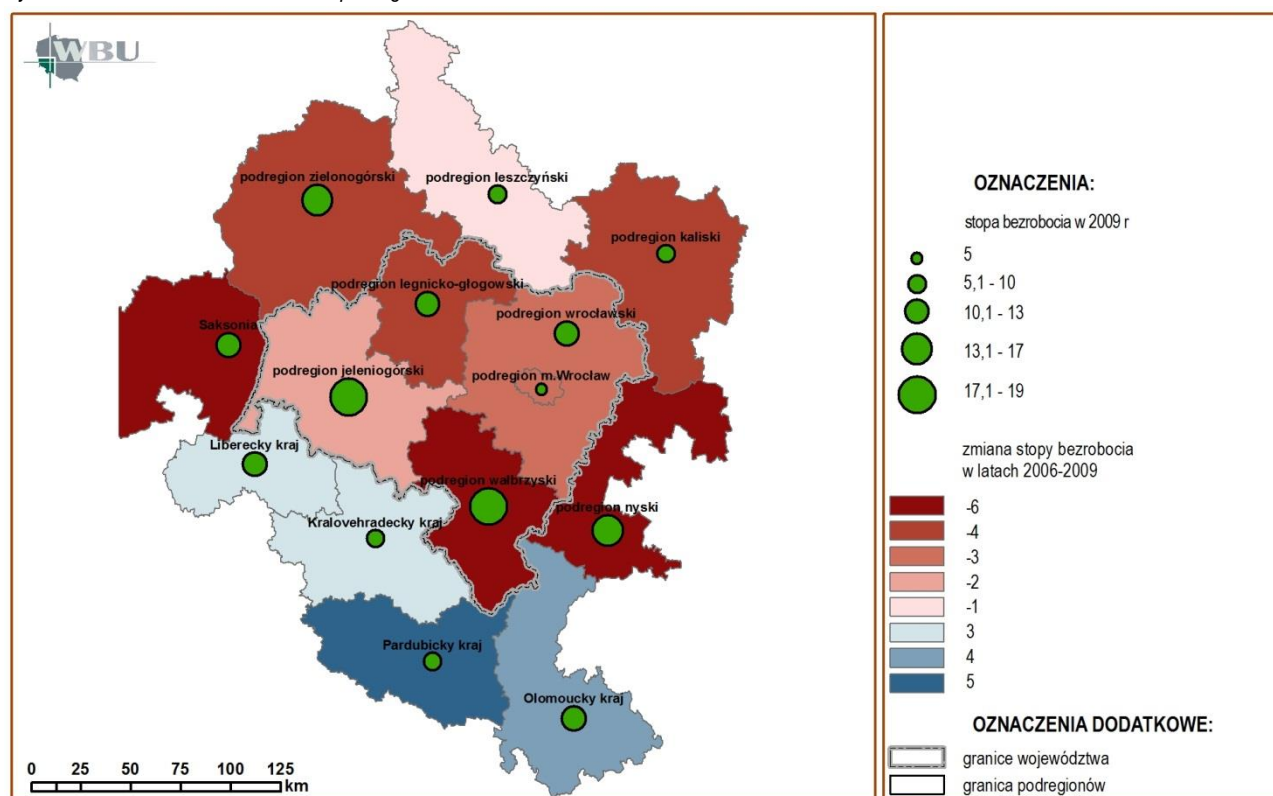 WBU
podregion zielonogórski
podregion leszczyński
podregion kaliski
podregion legnicko-głogowski
podregion wrocławski
Saksonia
podregion jeleniogórski
podregion m.Wrocław
Liberecky kraj
podregion wałbrzyski
podregion nyski
Kralovehradecky kraj
Pardubicky kraj
Olomoucky kraj
0 25 50 75 100 125
km
OZNACZENIA:
stopa bezrobocia w 2009 r
5
5,1 - 10
10,1 - 13
13,1 - 17
17,1 - 19
zmiana stopy bezrobocia
w latach 2006-2009
-6
-4
-3
-2
-1
3
4
5
OZNACZENIA DODATKOWE:
granice województwa
granica podregionów